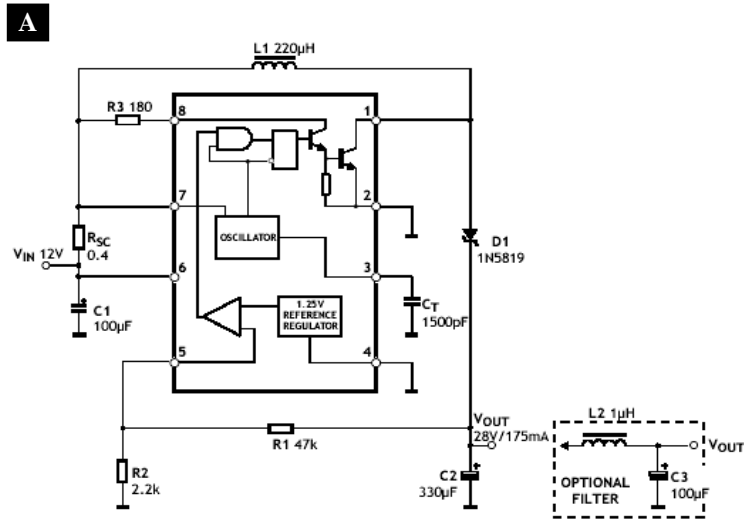 A
L1 220μH
R3 180
8
1
7
2
RSC
0.4
VIN 12V
OSCILLATOR
D1
1N5819
6
3
C1
100μF
CT
1500pF
1.25V
REFERENCE
REGULATOR
5
4
R1 47k
VOUT
28V/175mA
R2
2.2k
C2
330μF
L2 1μH
VOUT
OPTIONAL
FILTER
C3
100μF